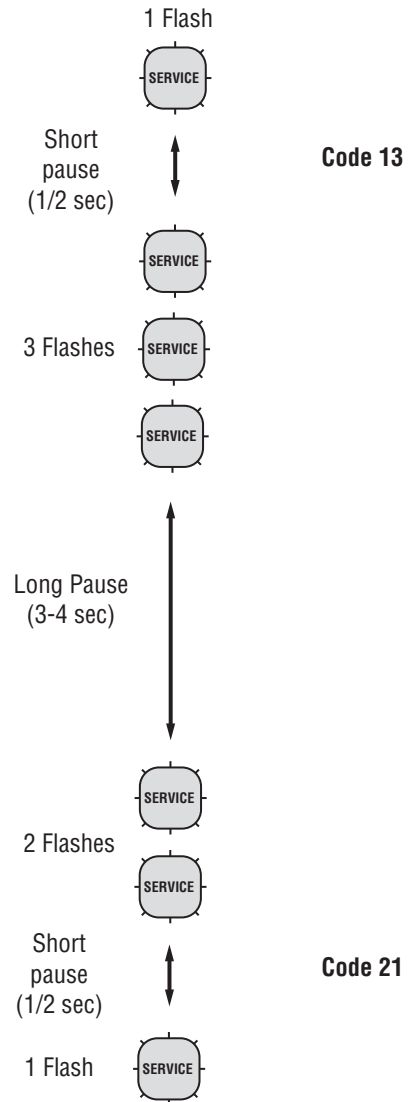 1 Flash
SERVICE
Short
pause
(1/2 sec)
Code 13
SERVICE
3 Flashes
SERVICE
SERVICE
Long Pause
(3-4 sec)
SERVICE
2 Flashes
SERVICE
Short
pause
(1/2 sec)
Code 21
1 Flash
SERVICE